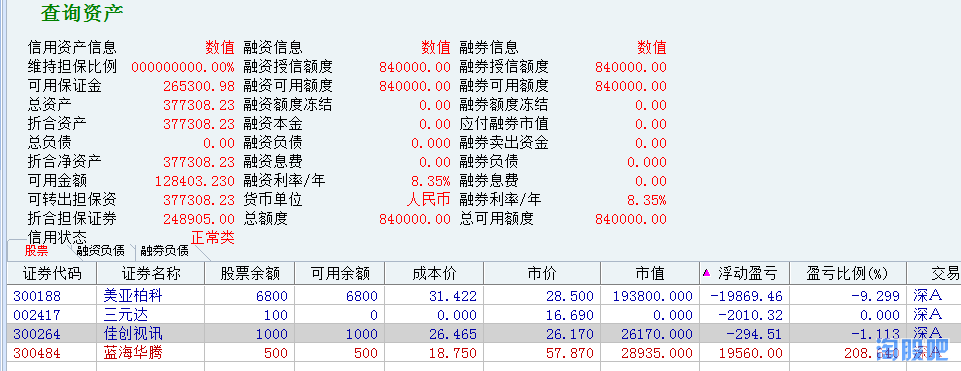 查询资产
信用资产信息 数值 融资信息 数值 融券信息 数值
维持担保比例 000000000.00% 融资授信额度 840000.00 融券授信额度 840000.00
可用保证金 265300.98 融资可用额度 840000.00 融券可用额度 840000.00
总资产 377308.23 融资额度冻结 0.00 融券额度冻结 0.00
折合资产 377308.23 融资本金 0.00 应付融券市值 0.00
总负债 0.00 融资负债 0.000 融券卖出资金 0.00
折合净资产 377308.23 融资息费 0.00 融券负债 0.000
可用金额 128403.230 融资利率/年 8.35% 融券息费 0.00
可转出担保资 377308.23 货币单位 人民币 融券利率/年 8.35%
折合担保证券 248905.00 总额度 840000.00 总可用额度 840000.00
信用状态 正常类
股票 融资负债 融券负债
证券代码 证券名称 股票余额 可用余额 成本价 市价 市值 ▲ 浮动盈亏 盈亏比例(%) 交易
300188 美亚柏科 6800 6800 31.422 28.500 193800.000 -19869.46 -9.299 深A
002417 三元达 100 0 0.000 16.690 0.000 -2010.32 0.000 深A
300264 佳创视讯 1000 1000 26.465 26.170 26170.000 -294.51 -1.113 深A
300484 蓝海华腾 500 500 18.750 57.870 28935.000 19560.00 208. 深A
淘股吧